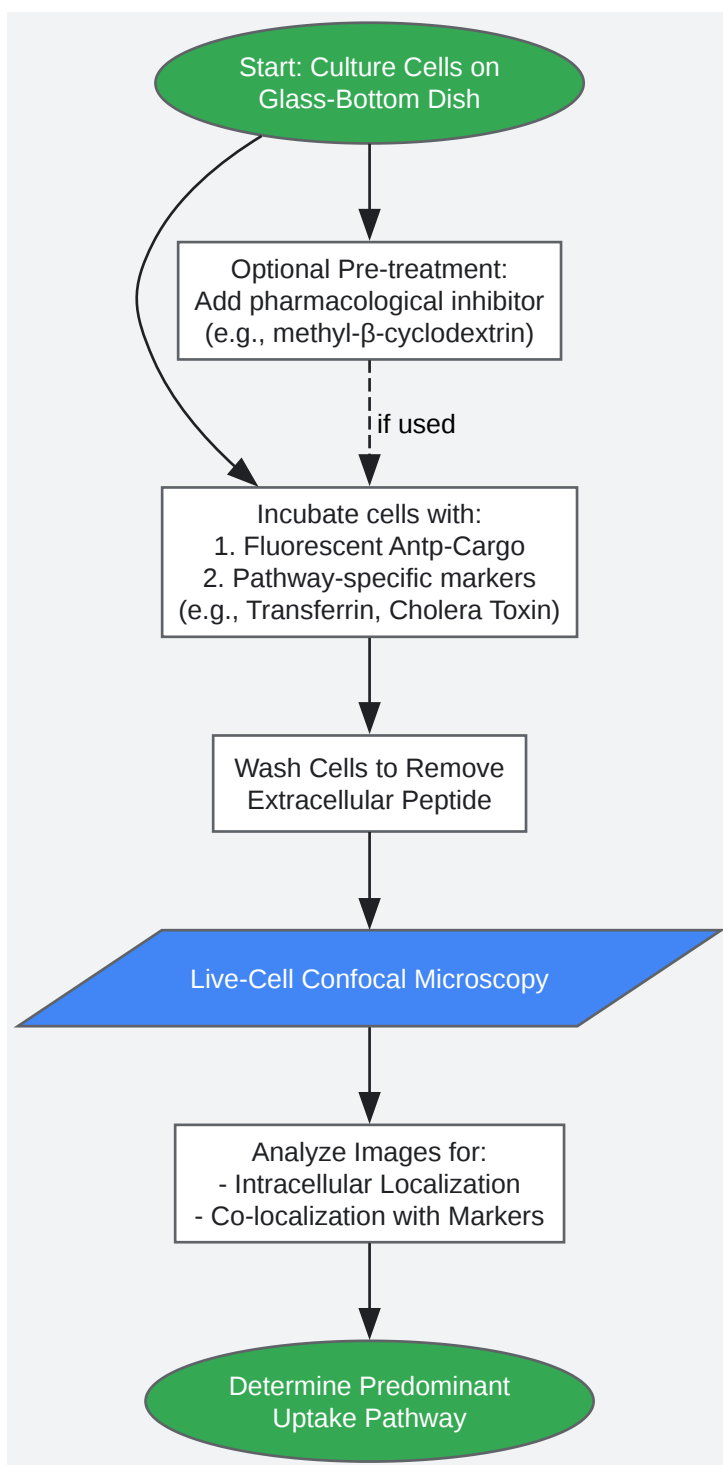 Start: Culture Cells on
Glass-Bottom Dish
Optional Pre-treatment:
Add pharmacological inhibitor
(e.g., methyl-β-cyclodextrin)
if used
Incubate cells with:
1. Fluorescent Antp-Cargo
2. Pathway-specific markers
(e.g., Transferrin, Cholera Toxin)
Wash Cells to Remove
Extracellular Peptide
Live-Cell Confocal Microscopy
Analyze Images for:
- Intracellular Localization
- Co-localization with Markers
Determine Predominant
Uptake Pathway